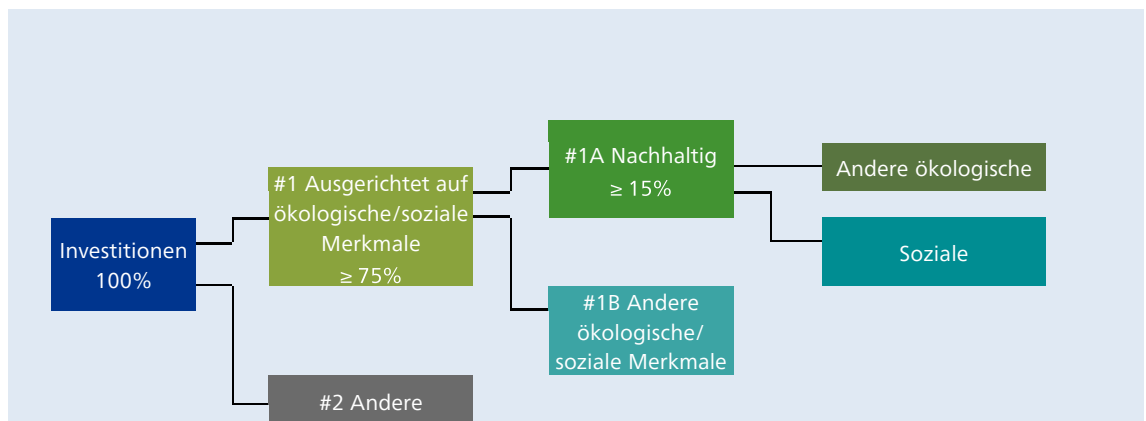 Investitionen
100%
#1 Ausgerichtet auf
ökologische/soziale
Merkmale
≥ 75%
#2 Andere
#1A Nachhaltig
≥ 15%
#1B Andere
ökologische/
soziale Merkmale
Andere ökologische
Soziale